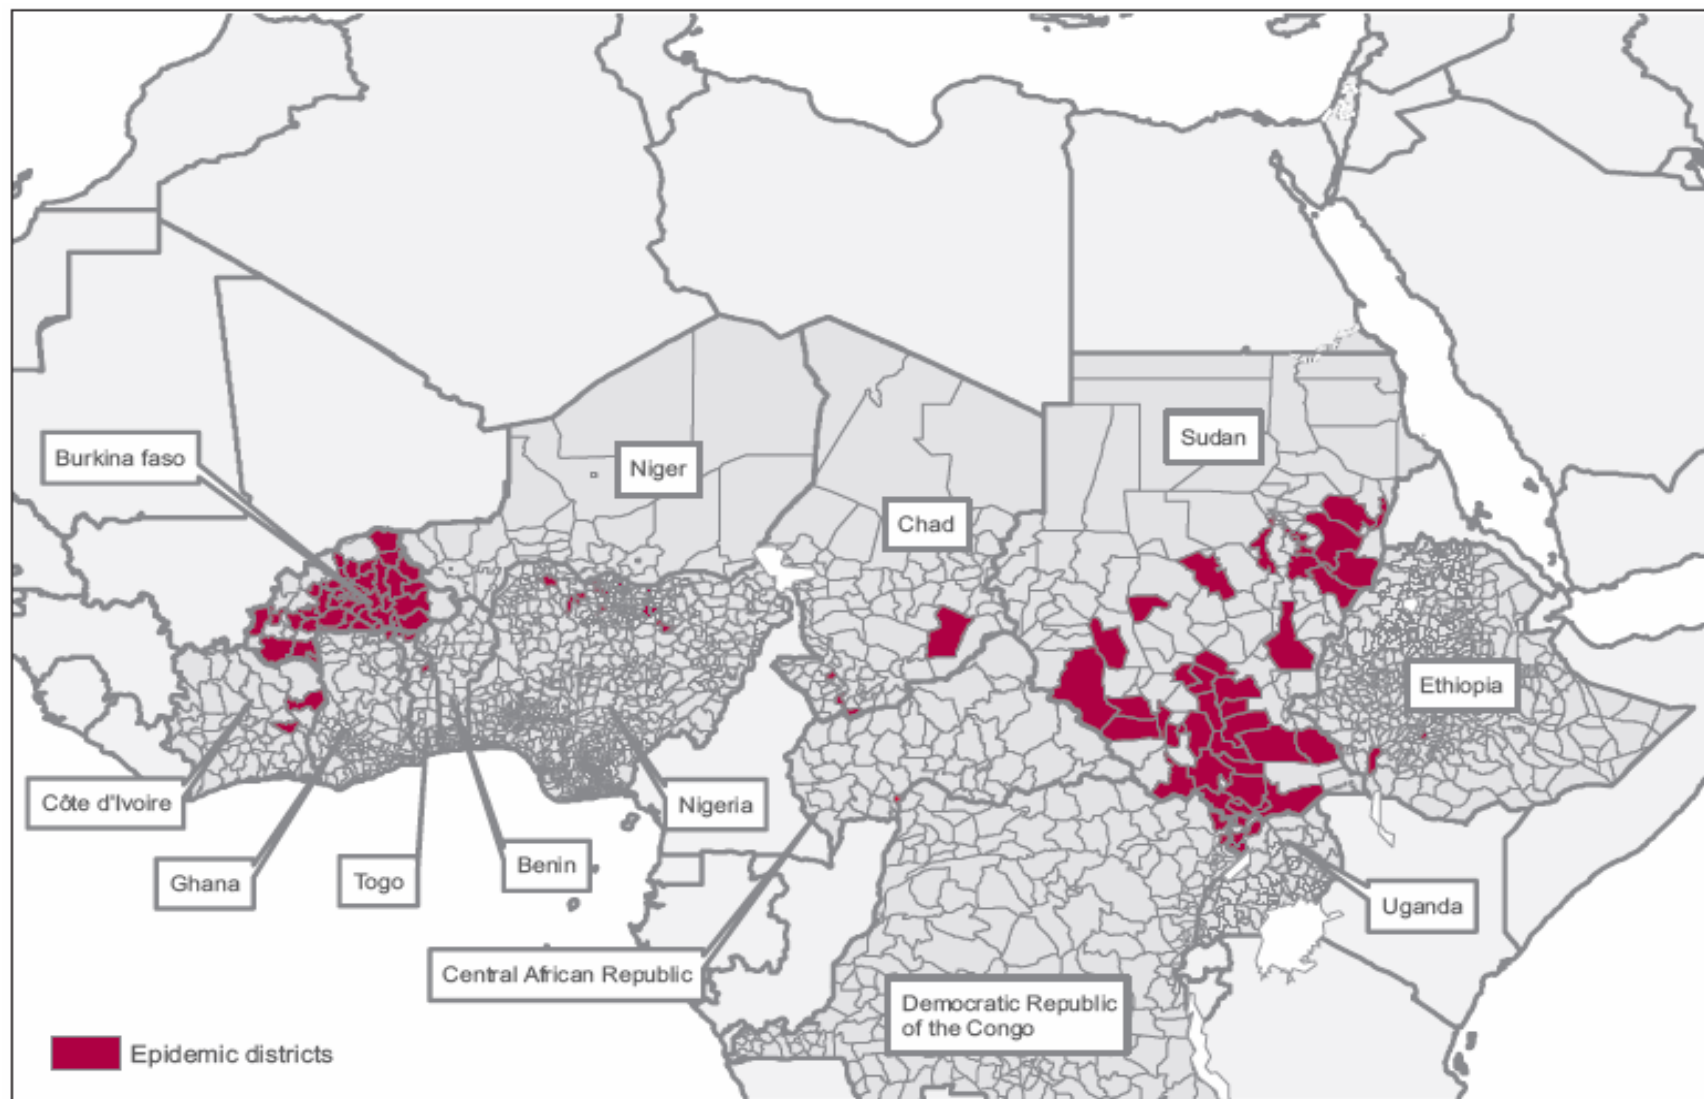 Sudan
Burkina faso
Niger
Chad
Ethiopia
Côte d'Ivoire
Nigeria
Ghana
Togo
Benin
Uganda
Central African Republic
Democratic Republic
of the Congo
Epidemic districts